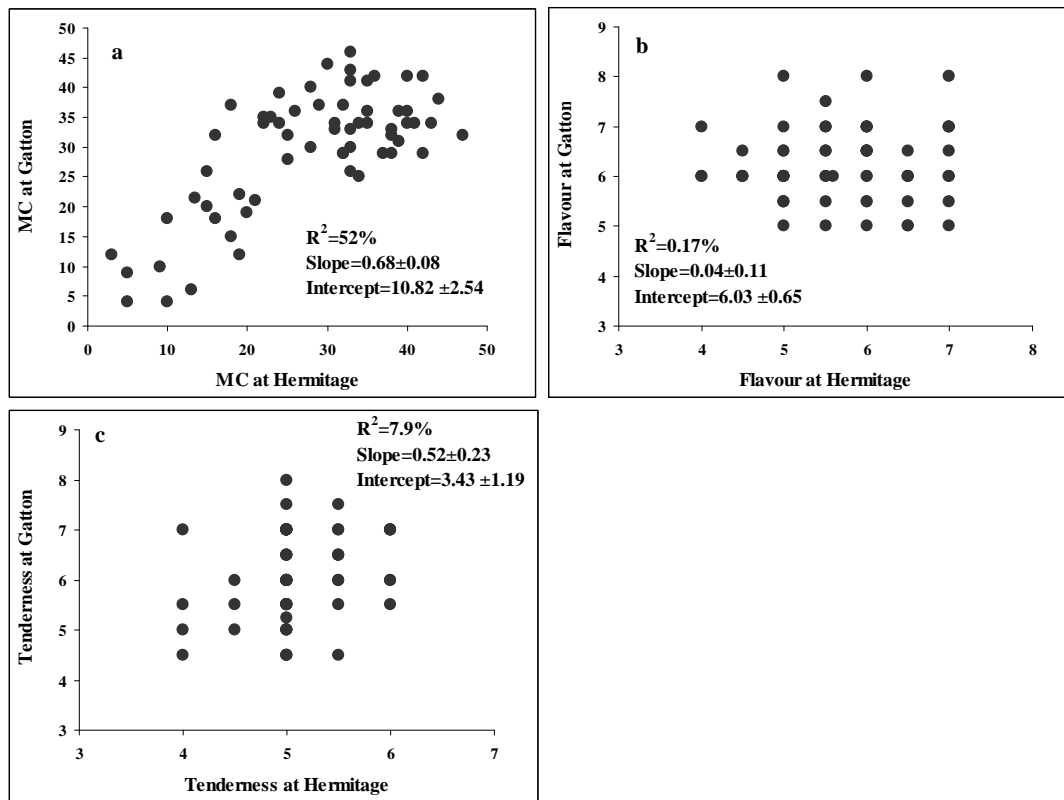 a
50
45
40
35
30
25
20
15
10
5
0
MC at Gatton
R²=52%
Slope=0.68±0.08
Intercept=10.82 ±2.54
0 10 20 30 40 50
MC at Hermitage
b
9
8
7
6
5
4
3
Flavour at Gatton
R²=0.17%
Slope=0.04±0.11
Intercept=6.03 ±0.65
3 4 5 6 7 8
Flavour at Hermitage
c
9
8
7
6
5
4
3
Tenderness at Gatton
R²=7.9%
Slope=0.52±0.23
Intercept=3.43 ±1.19
3 4 5 6 7
Tenderness at Hermitage